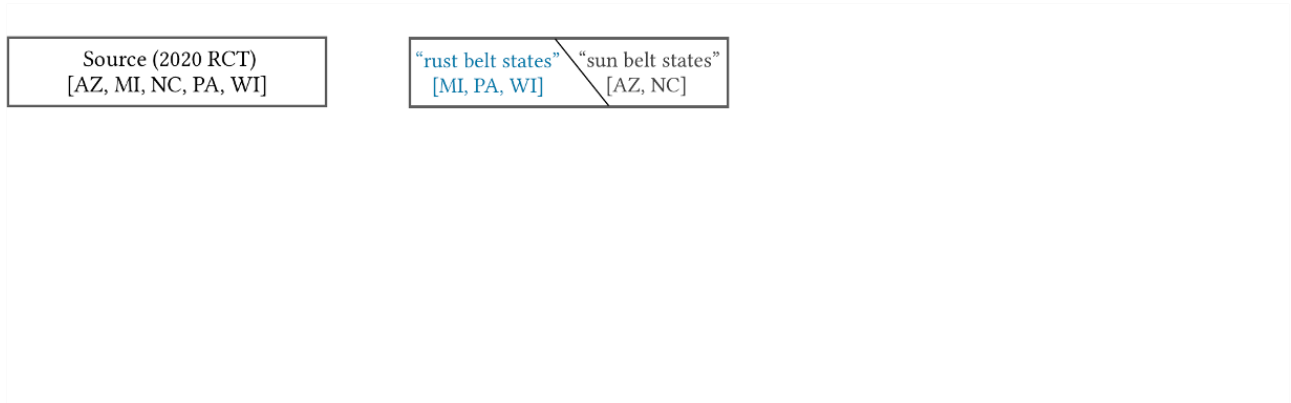 Source (2020 RCT)
[AZ, MI, NC, PA, WI]
“rust belt states”
[MI, PA, WI]
“sun belt states”
[AZ, NC]